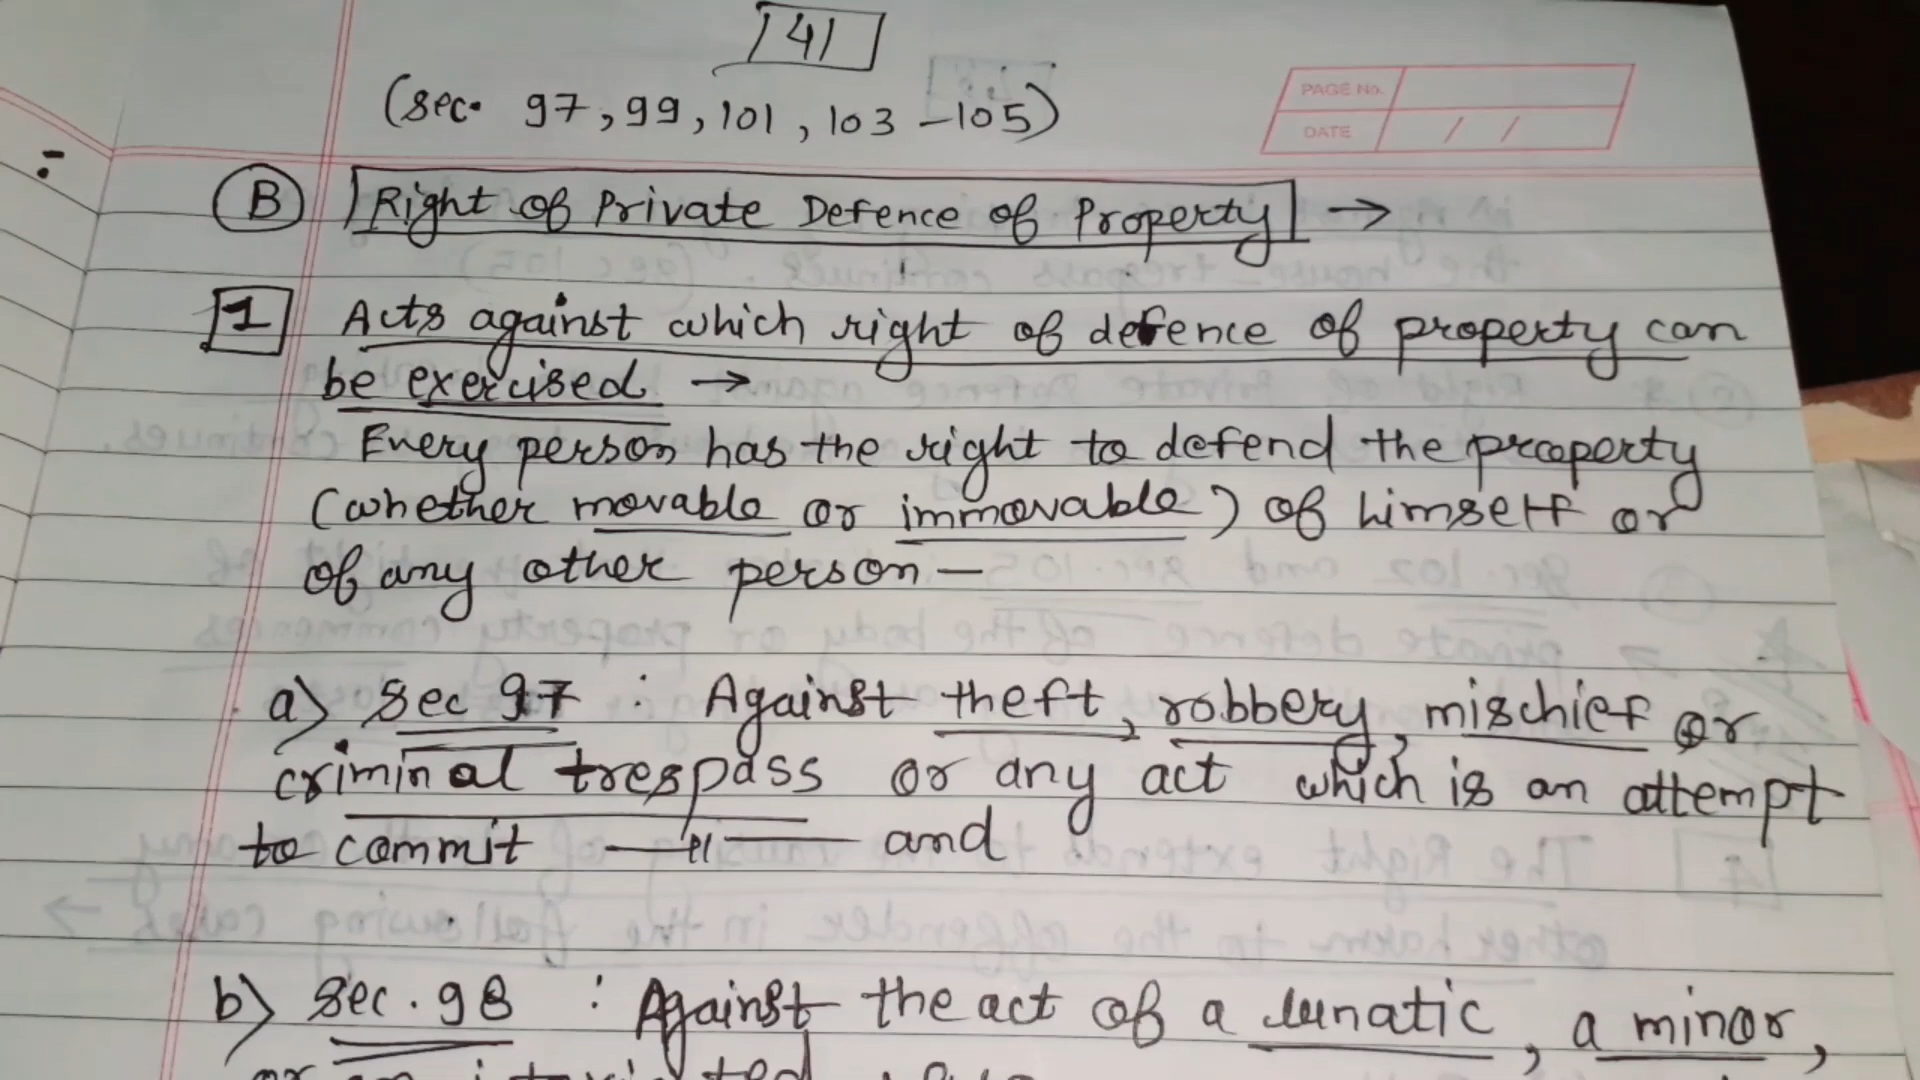 41
(sec. 97, 99, 101, 103 - 105)
PAGE No.
DATE / /
B Right of Private Defence of Property →
1 Acts against which right of defence of property can
be exercised →
Every person has the right to defend the property
(whether movable or immovable) of himself or
of any other person —
a) sec 97 : Against theft, robbery, mischief or
criminal trespass or any act which is an attempt
to commit —"— and
b) sec. 98 : Against the act of a lunatic, a minor,